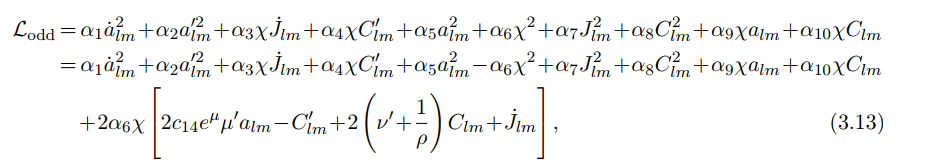 𝓛_odd = α₁ȧ²_lm + α₂a′²_lm + α₃χJ̇_lm + α₄χC′_lm + α₅a²_lm + α₆χ² + α₇J²_lm + α₈C²_lm + α₉χa_lm + α₁₀χC_lm
= α₁ȧ²_lm + α₂a′²_lm + α₃χJ̇_lm + α₄χC′_lm + α₅a²_lm − α₆χ² + α₇J²_lm + α₈C²_lm + α₉χa_lm + α₁₀χC_lm
+ 2α₆χ [ 2c₁₄e^μ μ′a_lm − C′_lm + 2 ( ν′ + 1/ρ ) C_lm + J̇_lm ] , (3.13)